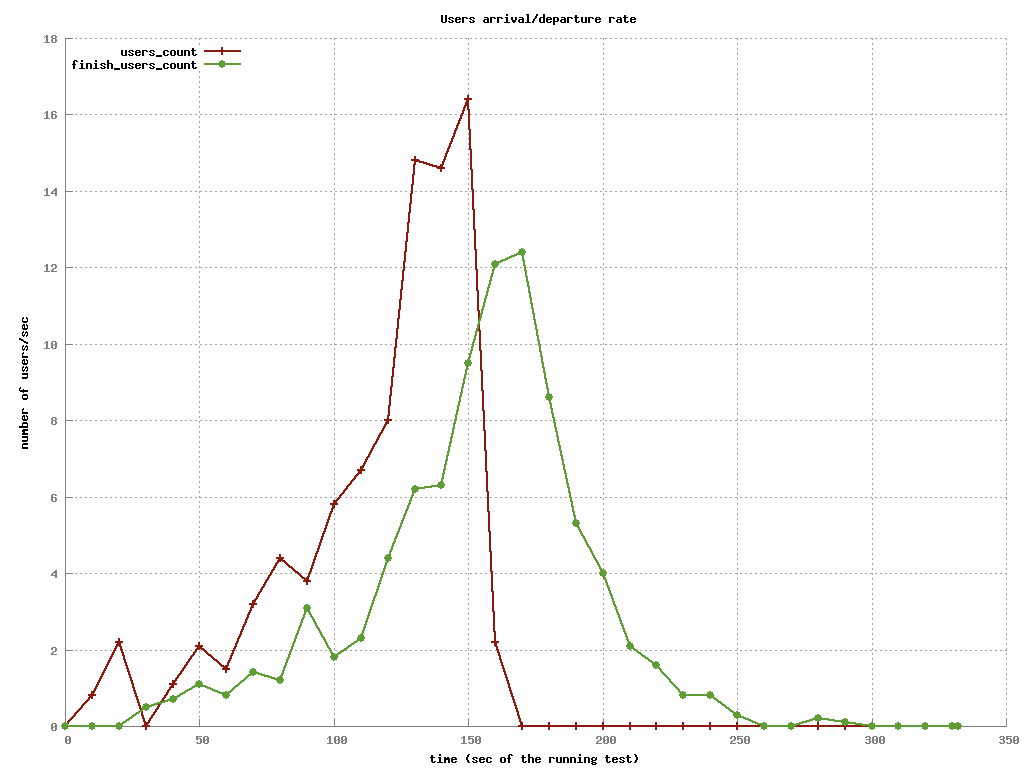 Users arrival/departure rate
users_count
finish_users_count
18
16
14
12
10
8
6
4
2
0
number of users/sec
0 50 100 150 200 250 300 350
time (sec of the running test)